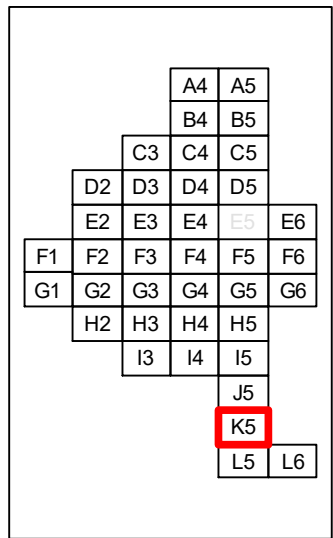 A4 A5
B4 B5
C3 C4 C5
D2 D3 D4 D5
E2 E3 E4 E5 E6
F1 F2 F3 F4 F5 F6
G1 G2 G3 G4 G5 G6
H2 H3 H4 H5
I3 I4 I5
J5
K5
L5 L6